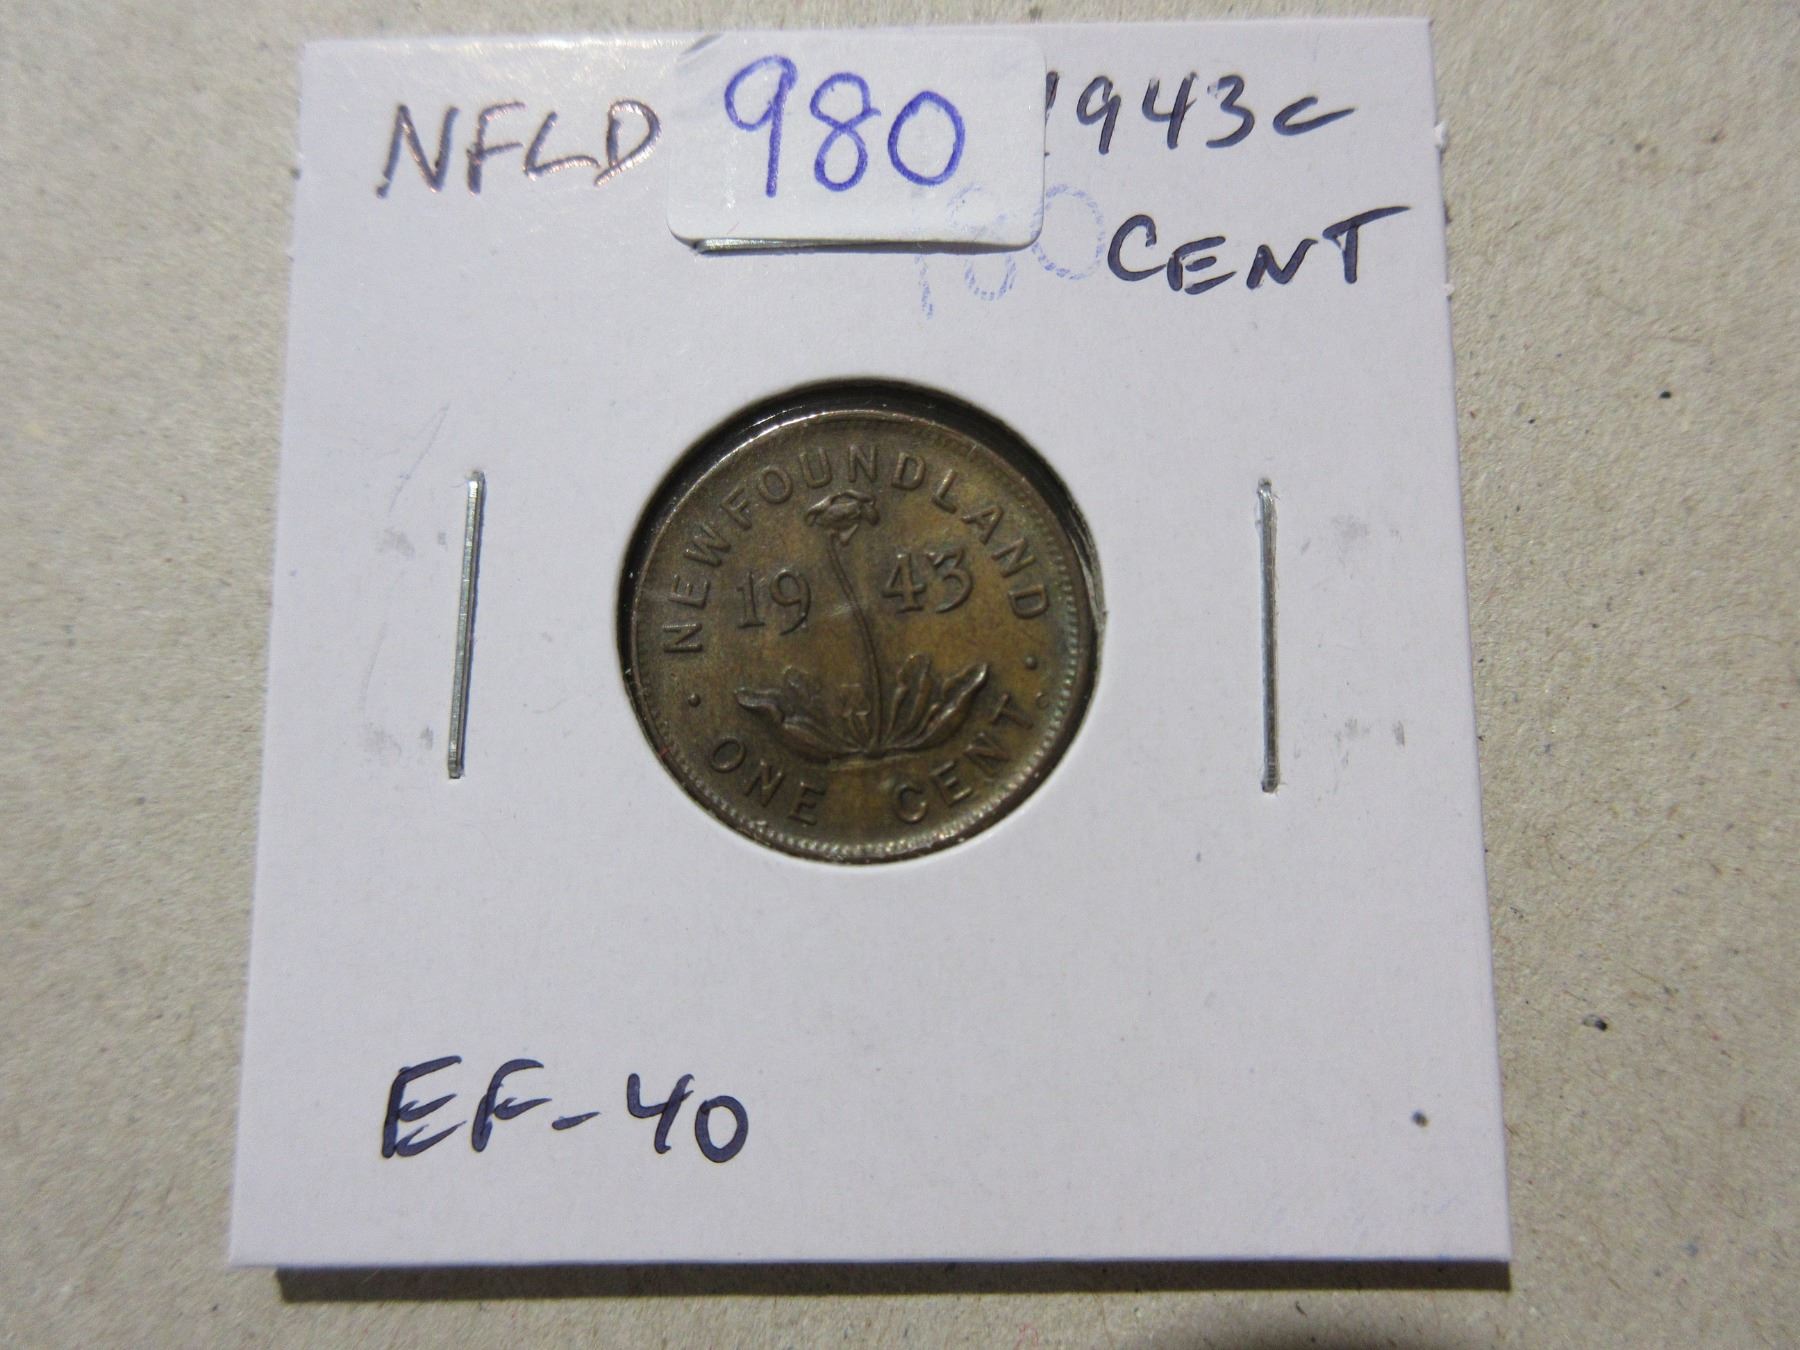 NFLD 980 1943c
CENT
NEWFOUNDLAND
19 43
ONE CENT
EF-40